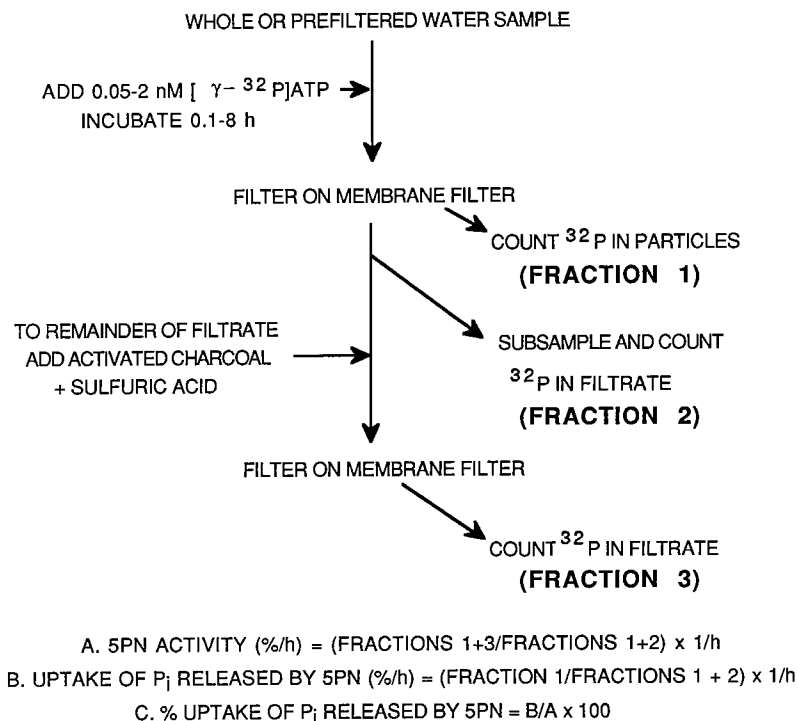 WHOLE OR PREFILTERED WATER SAMPLE
ADD 0.05-2 nM [ γ- 32 P]ATP
INCUBATE 0.1-8 h
FILTER ON MEMBRANE FILTER
COUNT 32 P IN PARTICLES
(FRACTION 1)
TO REMAINDER OF FILTRATE
ADD ACTIVATED CHARCOAL
+ SULFURIC ACID
SUBSAMPLE AND COUNT
32 P IN FILTRATE
(FRACTION 2)
FILTER ON MEMBRANE FILTER
COUNT 32 P IN FILTRATE
(FRACTION 3)
A. 5PN ACTIVITY (%/h) = (FRACTIONS 1+3/FRACTIONS 1+2) x 1/h
B. UPTAKE OF Pi RELEASED BY 5PN (%/h) = (FRACTION 1/FRACTIONS 1 + 2) x 1/h
C. % UPTAKE OF Pi RELEASED BY 5PN = B/A x 100